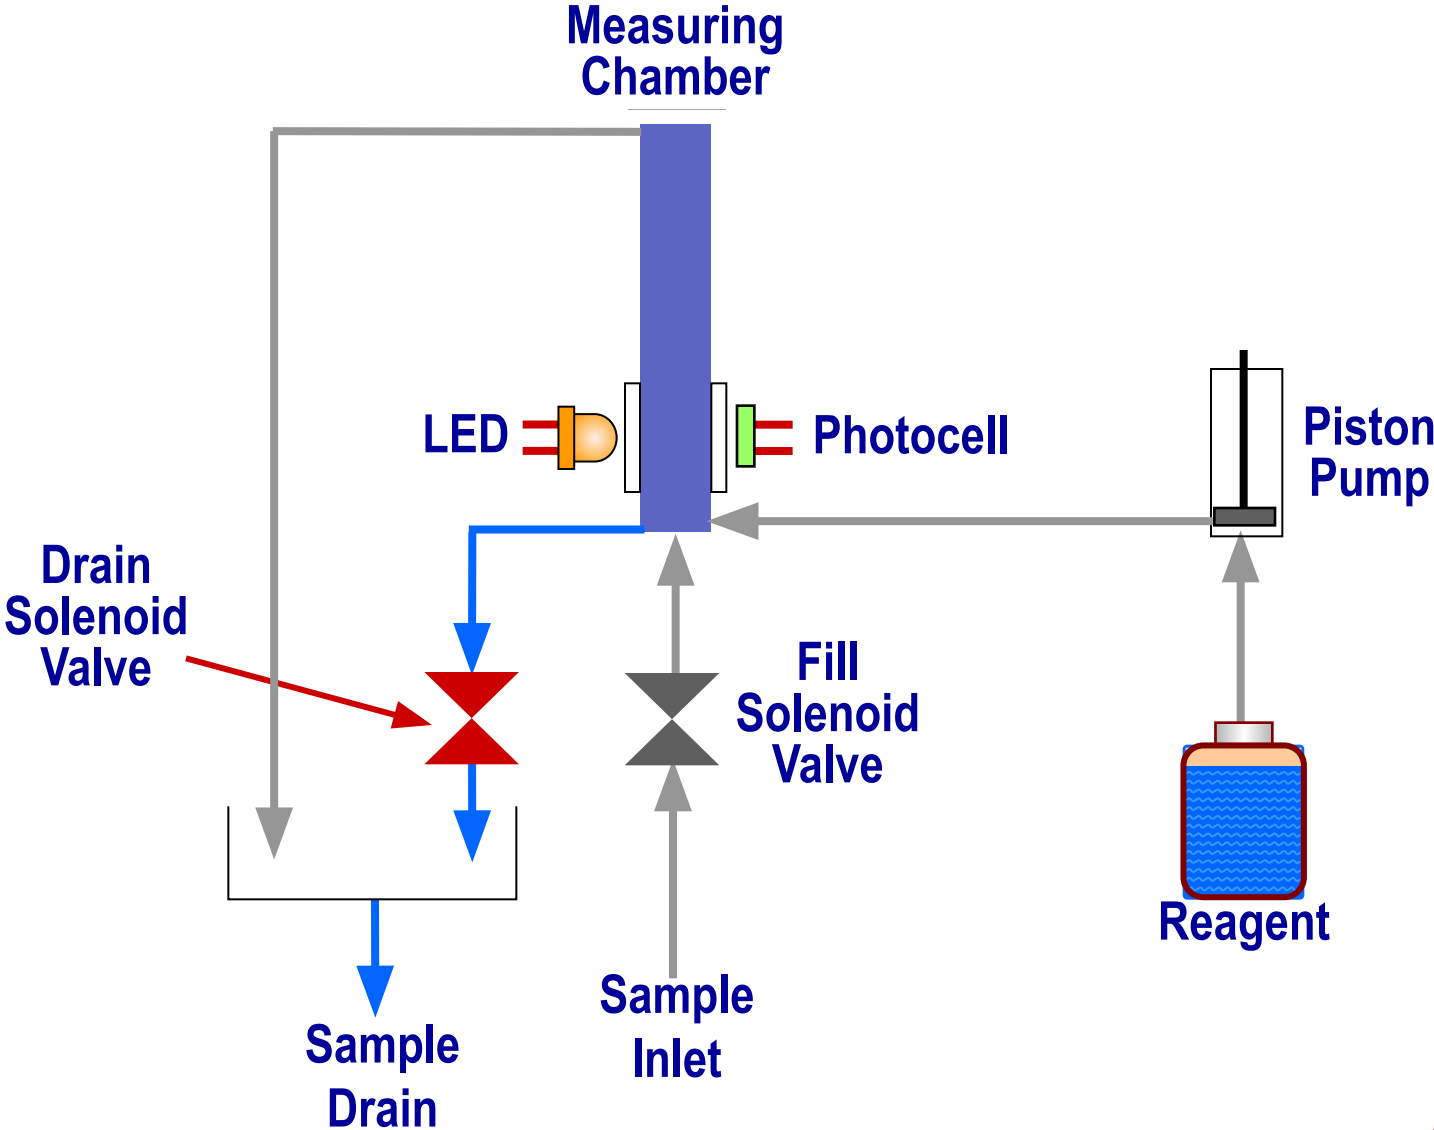 Measuring
Chamber
LED
Photocell
Piston
Pump
Drain
Solenoid
Valve
Fill
Solenoid
Valve
Reagent
Sample
Inlet
Sample
Drain